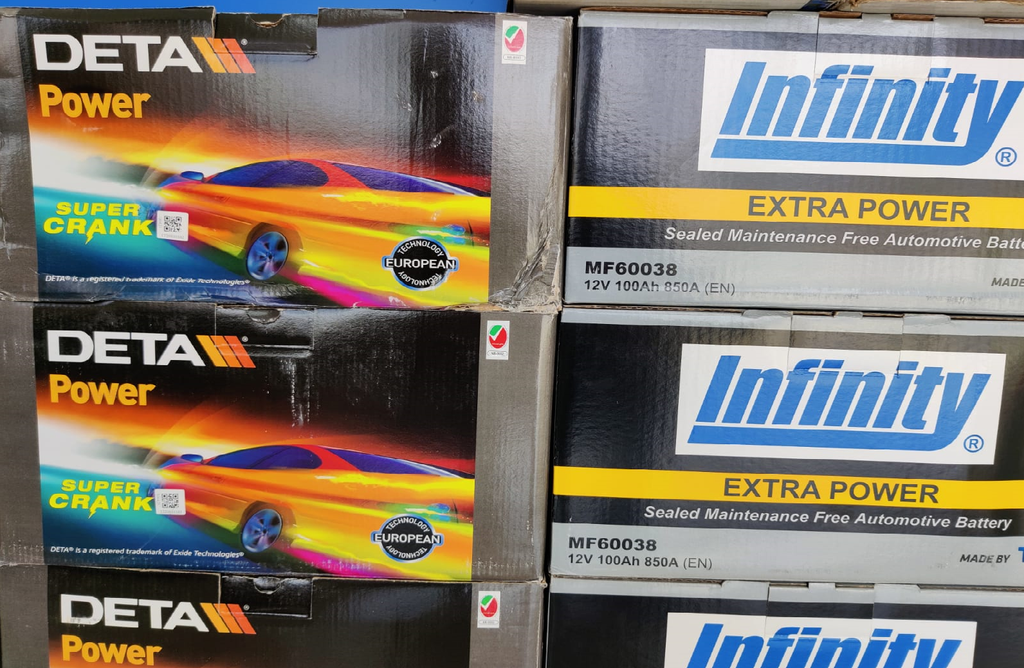 DETA
Power
SUPER
CRANK
TECHNOLOGY
EUROPEAN
TECHNOLOGY
DETA® is a registered trademark of Exide Technologies®
Infinity®
EXTRA POWER
Sealed Maintenance Free Automotive
MF60038
12V 100Ah 850A (EN)
MADE
DETA
Power
SUPER
CRANK
TECHNOLOGY
EUROPEAN
TECHNOLOGY
DETA® is a registered trademark of Exide Technologies®
Infinity®
EXTRA POWER
Sealed Maintenance Free Automotive Battery
MF60038
12V 100Ah 850A (EN)
MADE BY
DETA
Power
Infinity